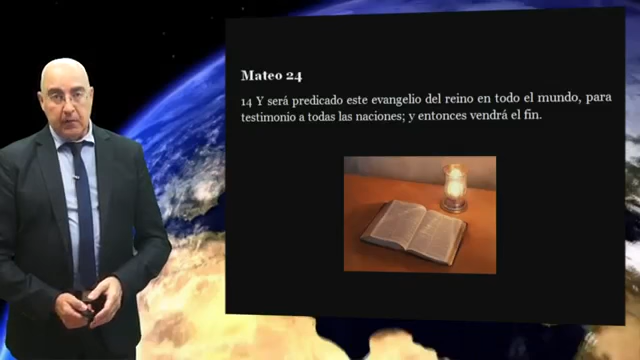 Mateo 24
14 Y será predicado este evangelio del reino en todo el mundo, para
testimonio a todas las naciones; y entonces vendrá el fin.